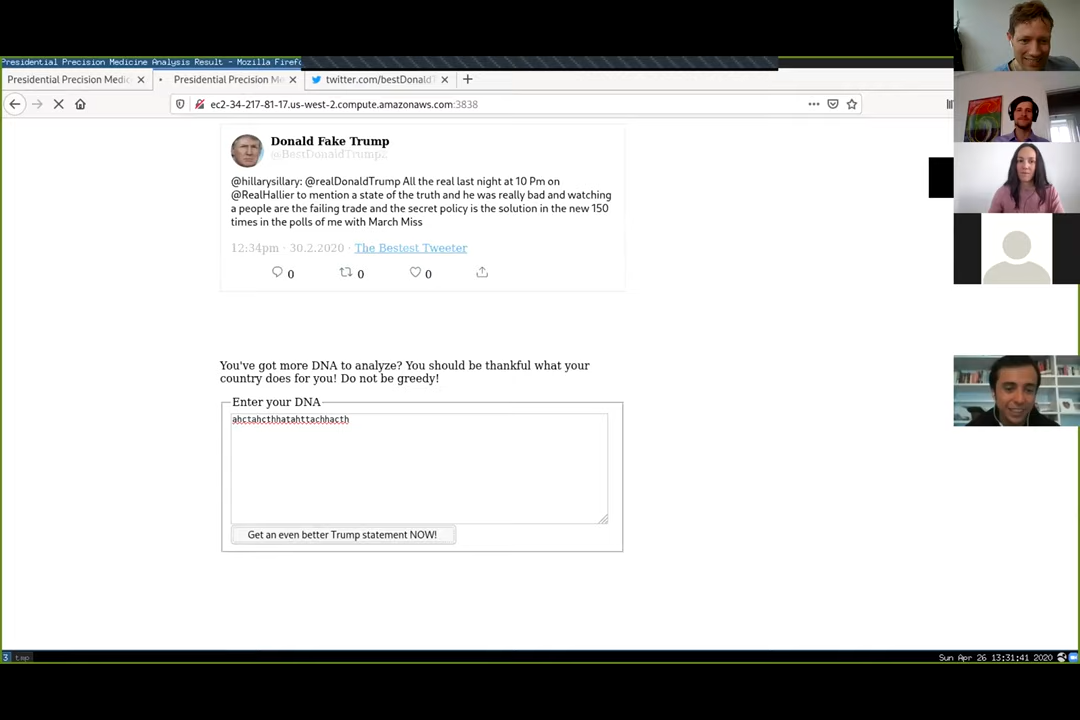 Presidential Precision Medicine Analysis Result - Mozilla Firefo
Presidential Precision Medic
Presidential Precision Me
twitter.com/bestDonaldT
ec2-34-217-81-17.us-west-2.compute.amazonaws.com:3838
Donald Fake Trump
@BestDonaldTrumpz
@hillarysillary: @realDonaldTrump All the real last night at 10 Pm on
@RealHallier to mention a state of the truth and he was really bad and watching
a people are the failing trade and the secret policy is the solution in the new 150
times in the polls of me with March Miss
12:34pm · 30.2.2020 · The Bestest Tweeter
0 0 0
You've got more DNA to analyze? You should be thankful what your
country does for you! Do not be greedy!
Enter your DNA
ahctahcthhatahttachhacth
Get an even better Trump statement NOW!
3 tmp
Sun Apr 26 13:31:41 2020